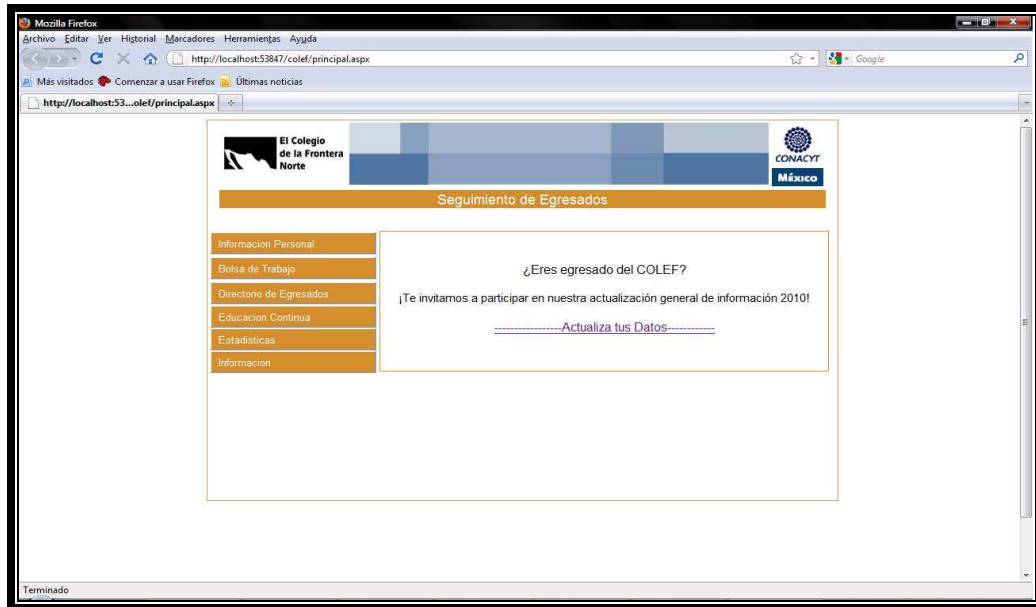 Mozilla Firefox
Archivo Editar Ver Historial Marcadores Herramientas Ayuda
http://localhost:53847/colef/principal.aspx
Google
Más visitados Comenzar a usar Firefox Últimas noticias
http://localhost:53...olef/principal.aspx
El Colegio
de la Frontera
Norte
CONACYT
México
Seguimiento de Egresados
Informacion Personal
Bolsa de Trabajo
Directorio de Egresados
Educacion Continua
Estadisticas
Informacion
¿Eres egresado del COLEF?
¡Te invitamos a participar en nuestra actualización general de información 2010!
-----------------Actualiza tus Datos------------
Terminado